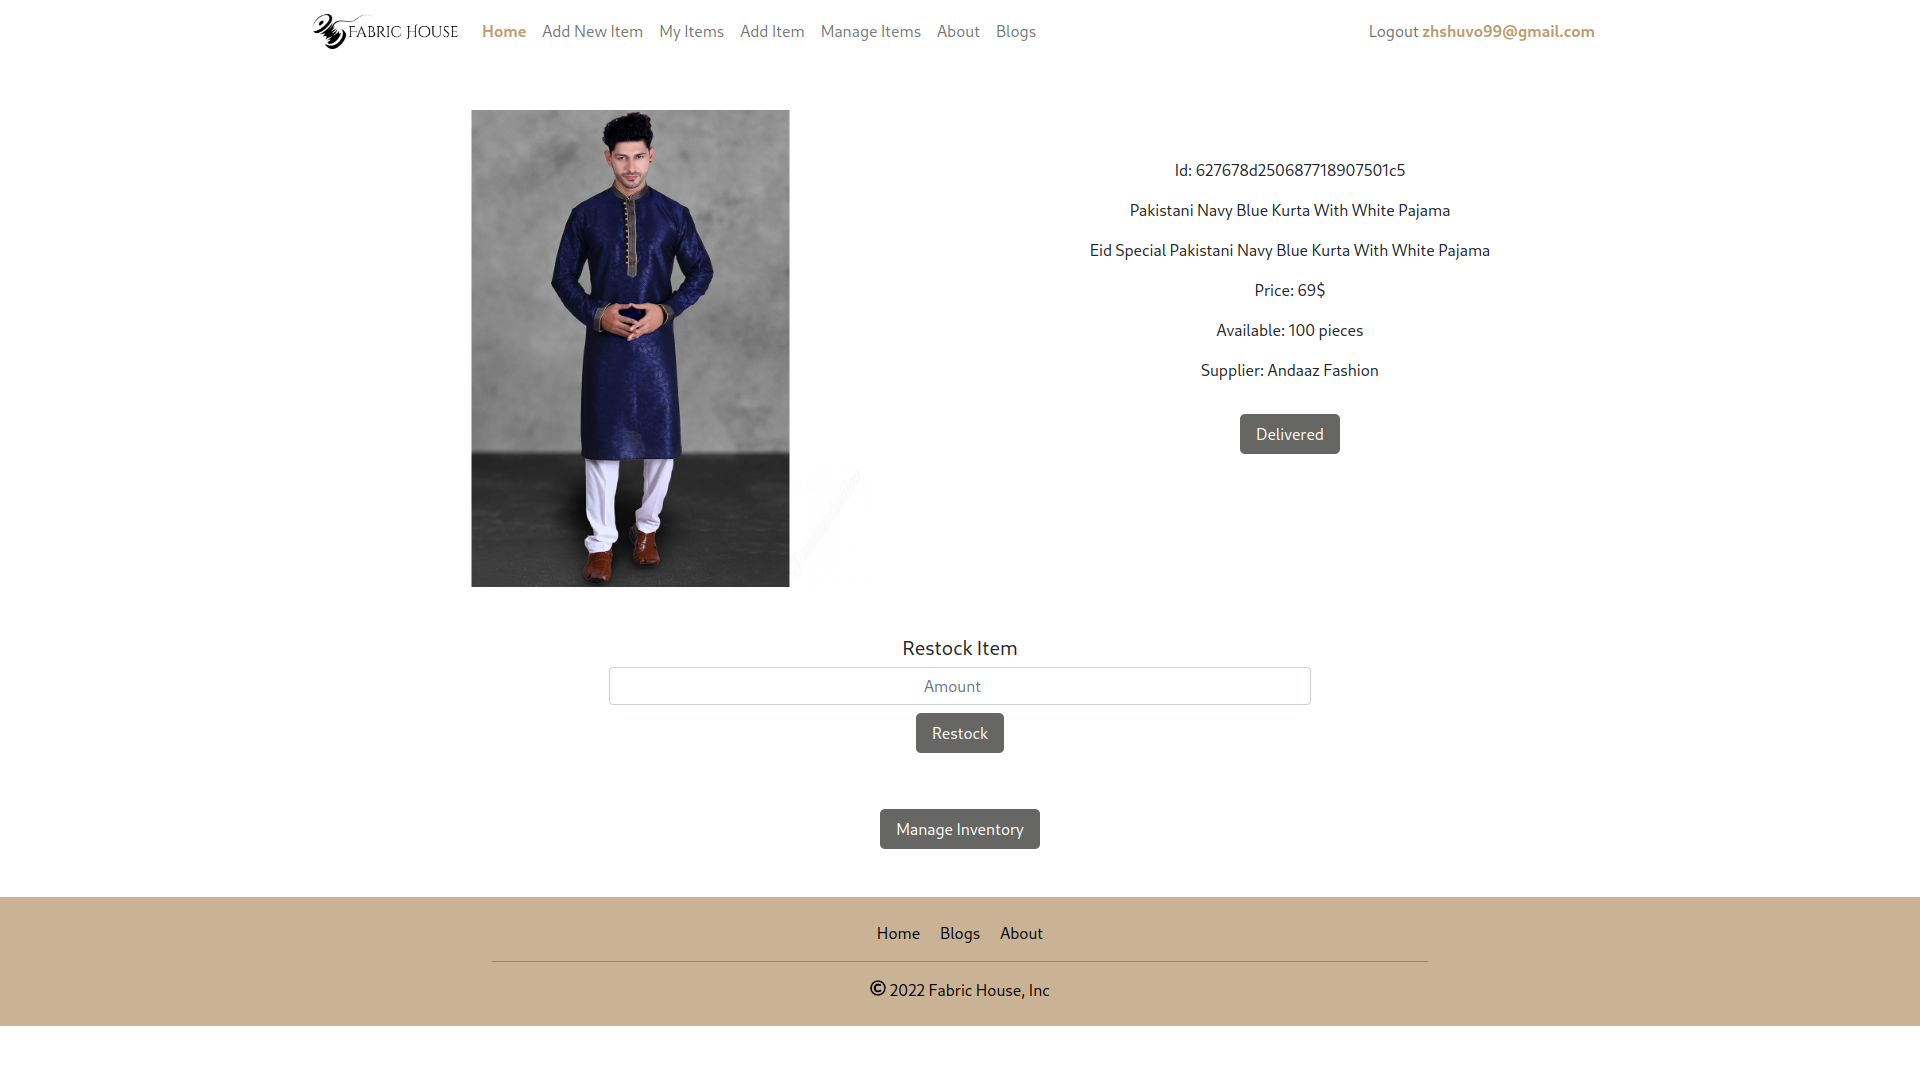 FABRIC HOUSE
Home Add New Item My Items Add Item Manage Items About Blogs
Logout zhshuvo99@gmail.com
Id: 627678d250687718907501c5
Pakistani Navy Blue Kurta With White Pajama
Eid Special Pakistani Navy Blue Kurta With White Pajama
Price: 69$
Available: 100 pieces
Supplier: Andaaz Fashion
Delivered
Restock Item
Amount
Restock
Manage Inventory
Home Blogs About
© 2022 Fabric House, Inc